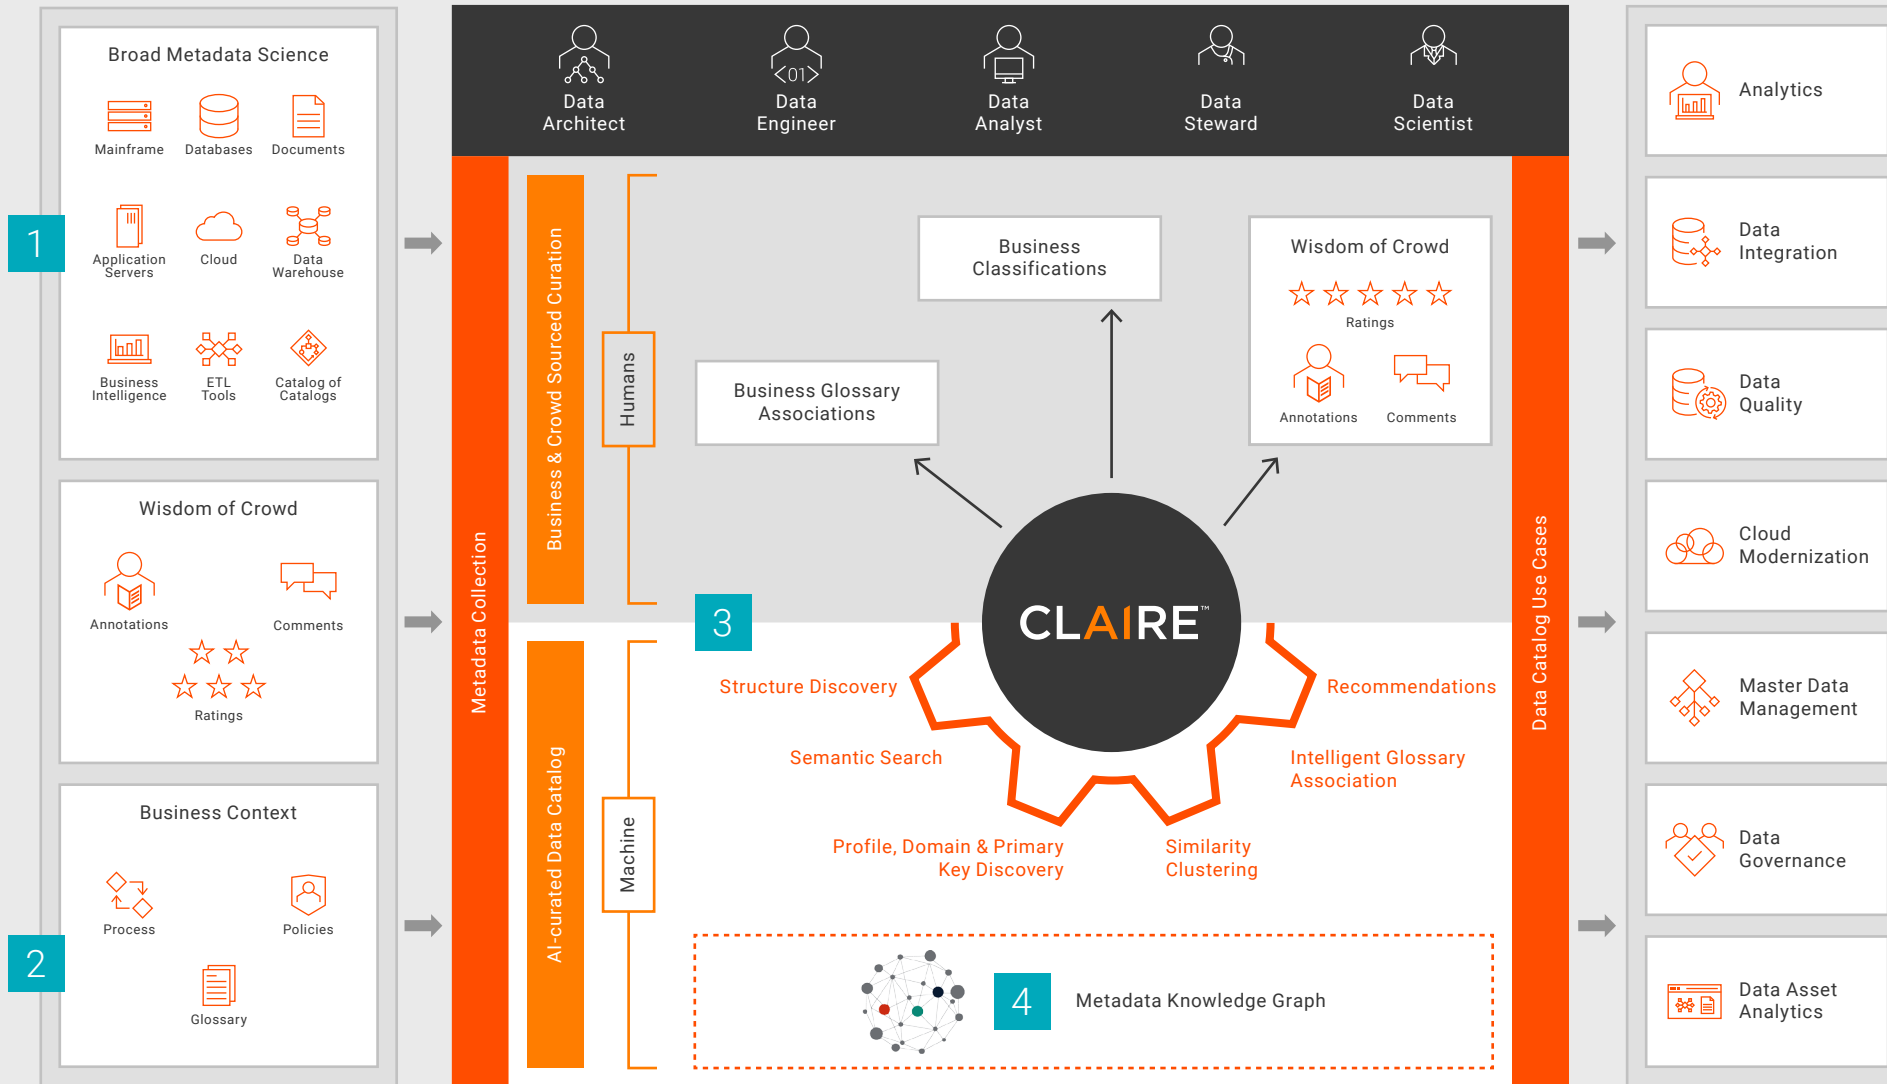 Broad Metadata Science
Mainframe
Databases
Documents
1
Application
Servers
Cloud
Data
Warehouse
Business
Intelligence
ETL
Tools
Catalog of
Catalogs
Wisdom of Crowd
Annotations
Comments
Ratings
Business Context
Process
Policies
2
Glossary
Metadata Collection
Data
Architect
<01>
Data
Engineer
Data
Analyst
Data
Steward
Data
Scientist
Business & Crowd Sourced Curation
Humans
Business Glossary
Associations
Business
Classifications
Wisdom of Crowd
Ratings
Annotations
Comments
3
CLAIRE™
AI-curated Data Catalog
Machine
Structure Discovery
Semantic Search
Profile, Domain & Primary
Key Discovery
Similarity
Clustering
Intelligent Glossary
Association
Recommendations
4
Metadata Knowledge Graph
Data Catalog Use Cases
Analytics
Data
Integration
Data
Quality
Cloud
Modernization
Master Data
Management
Data
Governance
Data Asset
Analytics